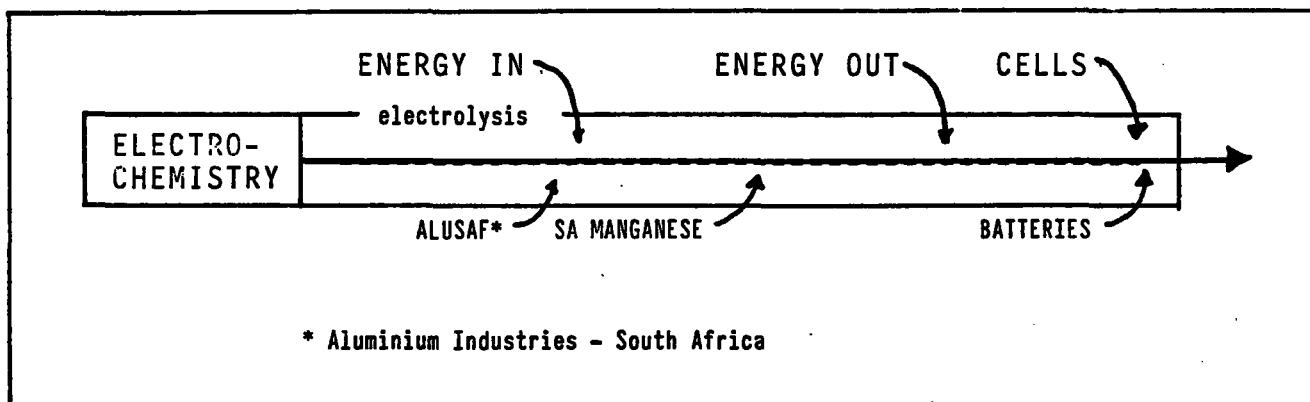 ENERGY IN ENERGY OUT CELLS
electrolysis
ELECTRO-
CHEMISTRY
ALUSAF* SA MANGANESE BATTERIES
* Aluminium Industries - South Africa